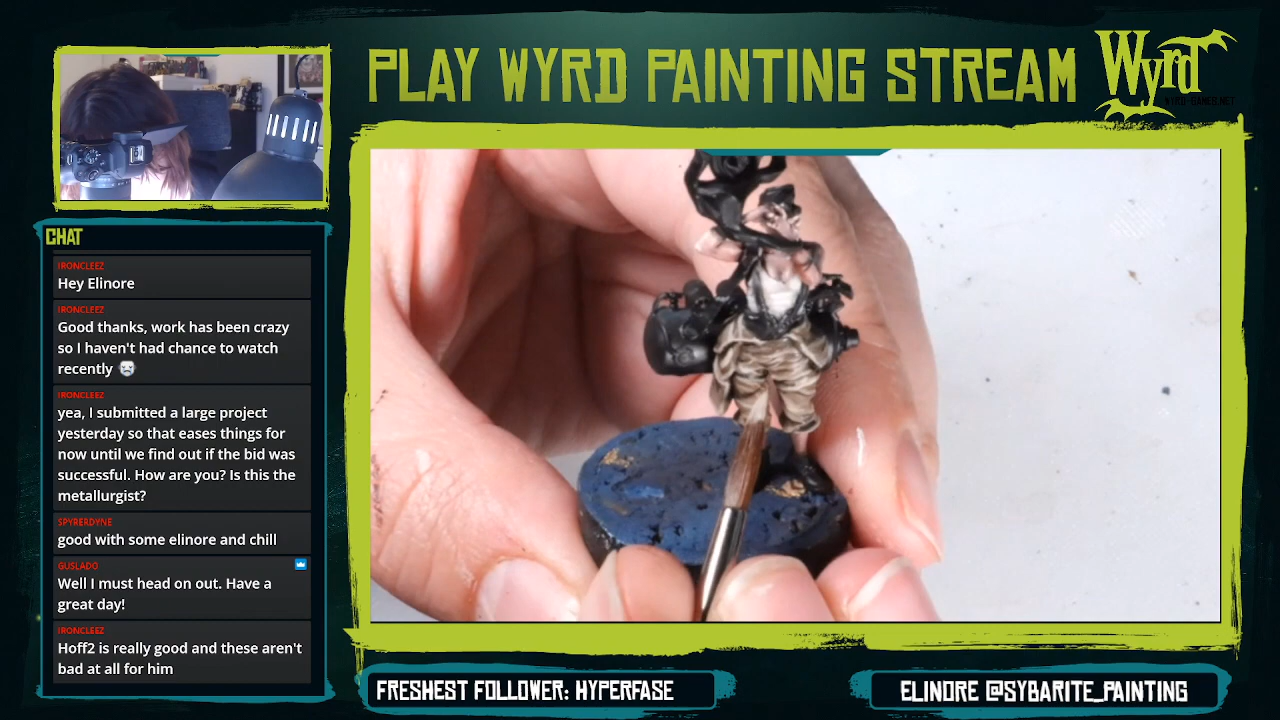 PLAY WYRD PAINTING STREAM
Wyrd
WYRD-GAMES.NET
CHAT
IRONCLEEZ
Hey Elinore
IRONCLEEZ
Good thanks, work has been crazy
so I haven't had chance to watch
recently
IRONCLEEZ
yea, I submitted a large project
yesterday so that eases things for
now until we find out if the bid was
successful. How are you? Is this the
metallurgist?
SPYRERDYNE
good with some elinore and chill
GUSLADO
Well I must head on out. Have a
great day!
IRONCLEEZ
Hoff2 is really good and these aren't
bad at all for him
FRESHEST FOLLOWER: HYPERFASE
ELINORE @SYBARITE_PAINTING